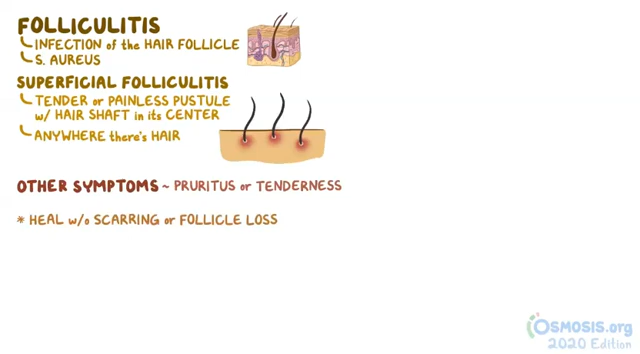 FOLLICULITIS
INFECTION of the HAIR FOLLICLE
S. AUREUS
SUPERFICIAL FOLLICULITIS
TENDER or PAINLESS PUSTULE
w/ HAIR SHAFT in its CENTER
ANYWHERE there's HAIR
OTHER SYMPTOMS ~ PRURITUS or TENDERNESS
* HEAL w/o SCARRING or FOLLICLE LOSS
OSMOSIS.org
2020 Edition